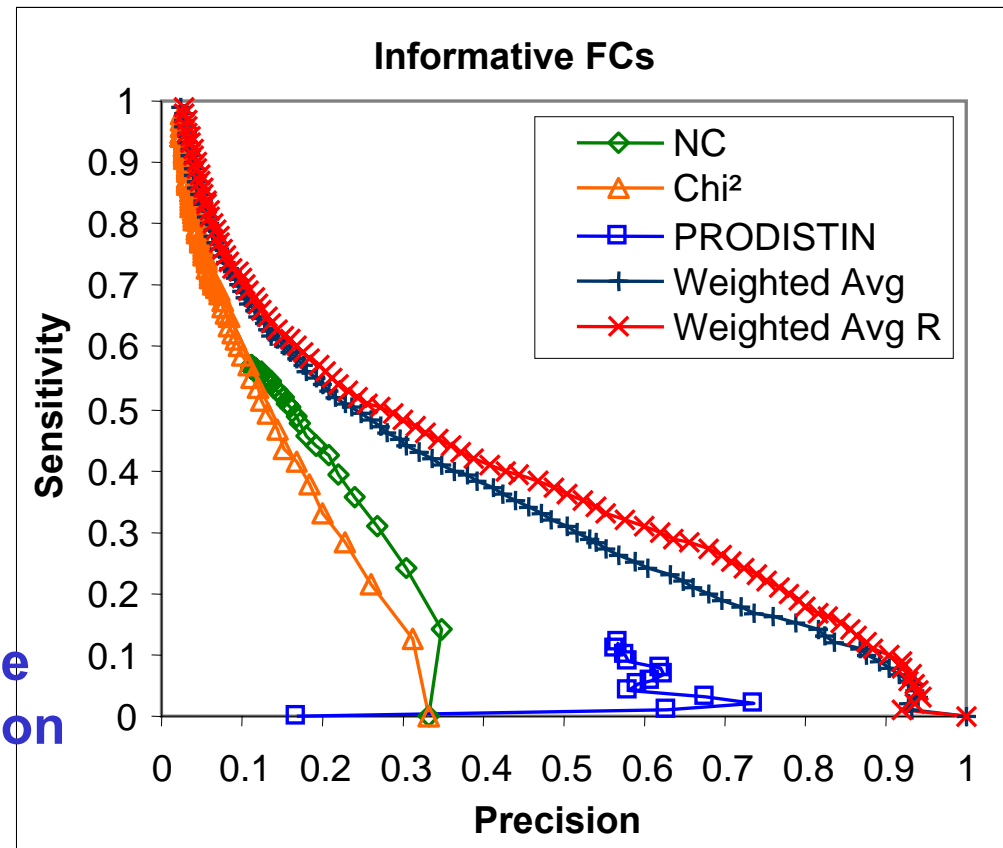 Informative FCs
1
0.9
0.8
0.7
0.6
0.5
0.4
0.3
0.2
0.1
0
Sensitivity
NC
Chi²
PRODISTIN
Weighted Avg
Weighted Avg R
e
on
0 0.1 0.2 0.3 0.4 0.5 0.6 0.7 0.8 0.9 1
Precision